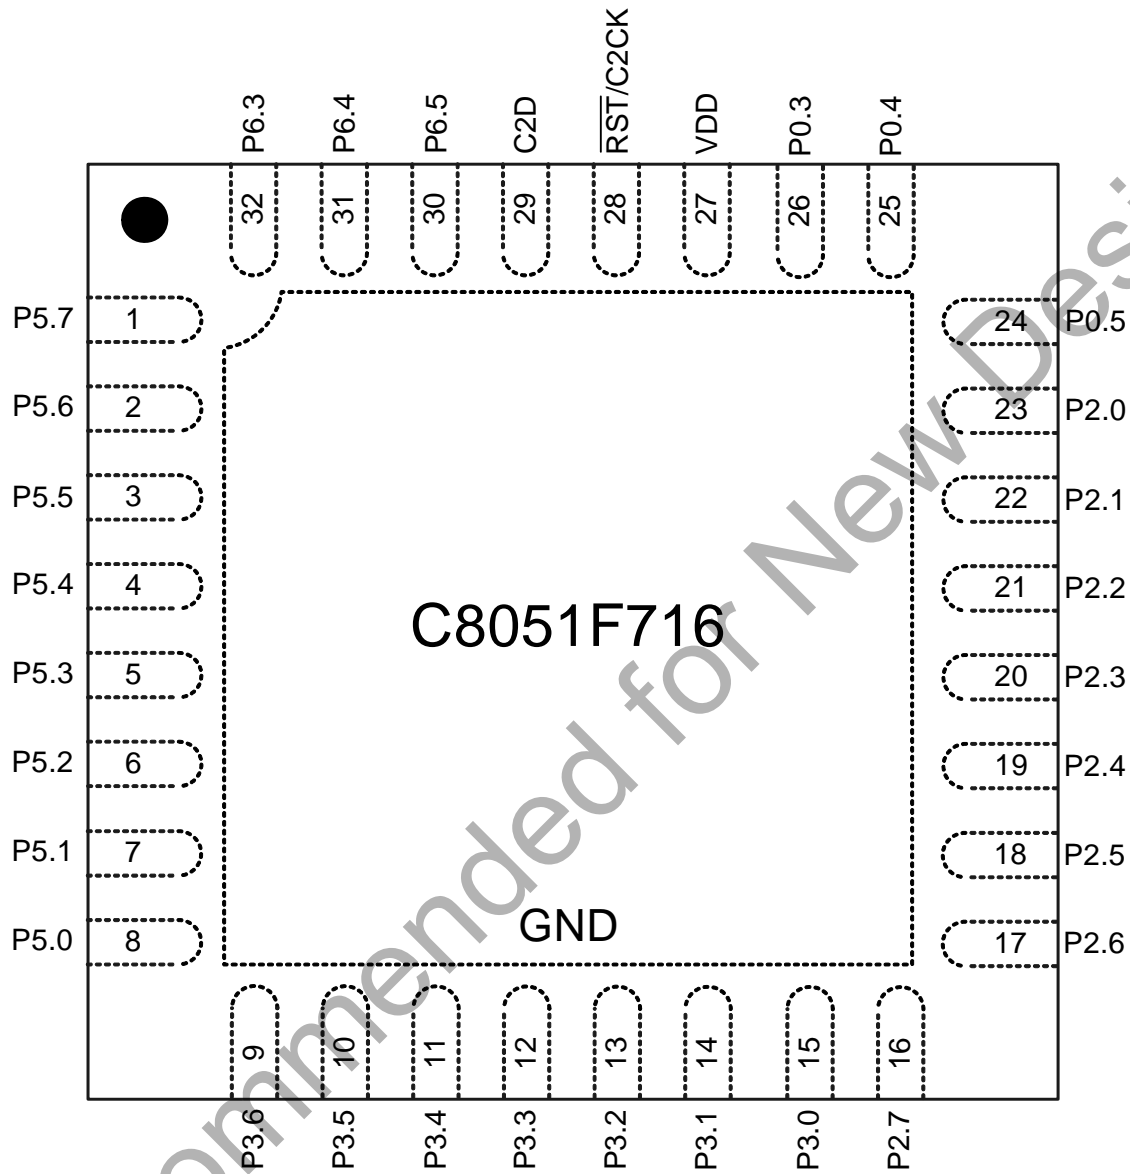 P6.3
P6.4
P6.5
C2D
RST/C2CK
VDD
P0.3
P0.4
32
31
30
29
28
27
26
25
P5.7 1
24 P0.5
P5.6 2
23 P2.0
P5.5 3
22 P2.1
P5.4 4
21 P2.2
P5.3 5
20 P2.3
P5.2 6
19 P2.4
P5.1 7
18 P2.5
P5.0 8
17 P2.6
C8051F716
GND
9
10
11
12
13
14
15
16
P3.6
P3.5
P3.4
P3.3
P3.2
P3.1
P3.0
P2.7
ommended for New Desi